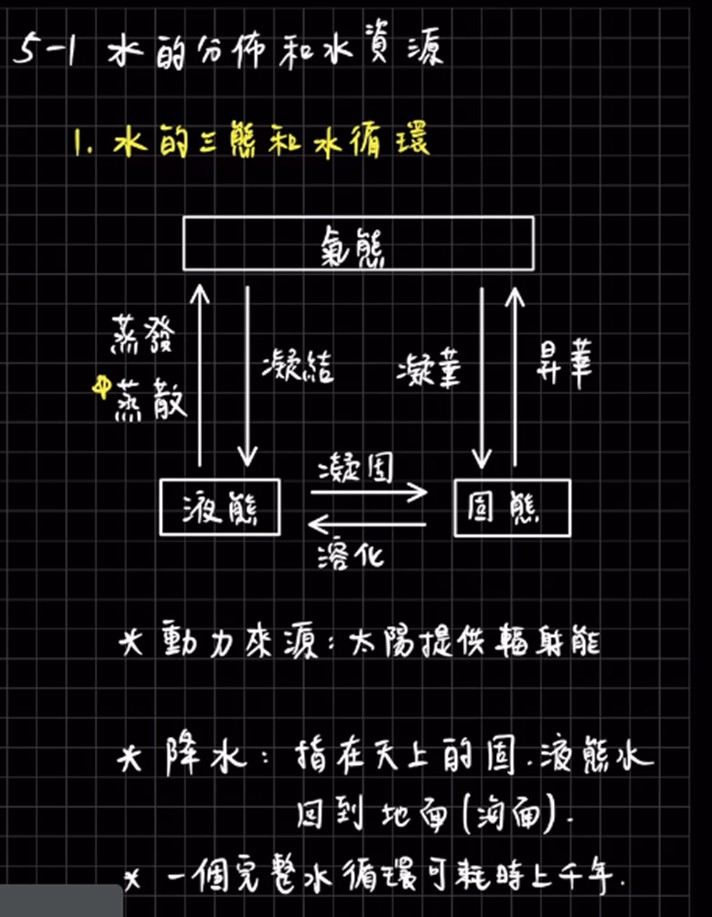 5-1 水的分佈和水資源
1. 水的三態和水循環
氣態
蒸發
蒸散
凝結
凝華
昇華
凝固
液態
固態
溶化
* 動力來源：太陽提供輻射能
* 降水：指在天上的固.液態水
回到地面(海面).
* 一個完整水循環可耗時上千年.